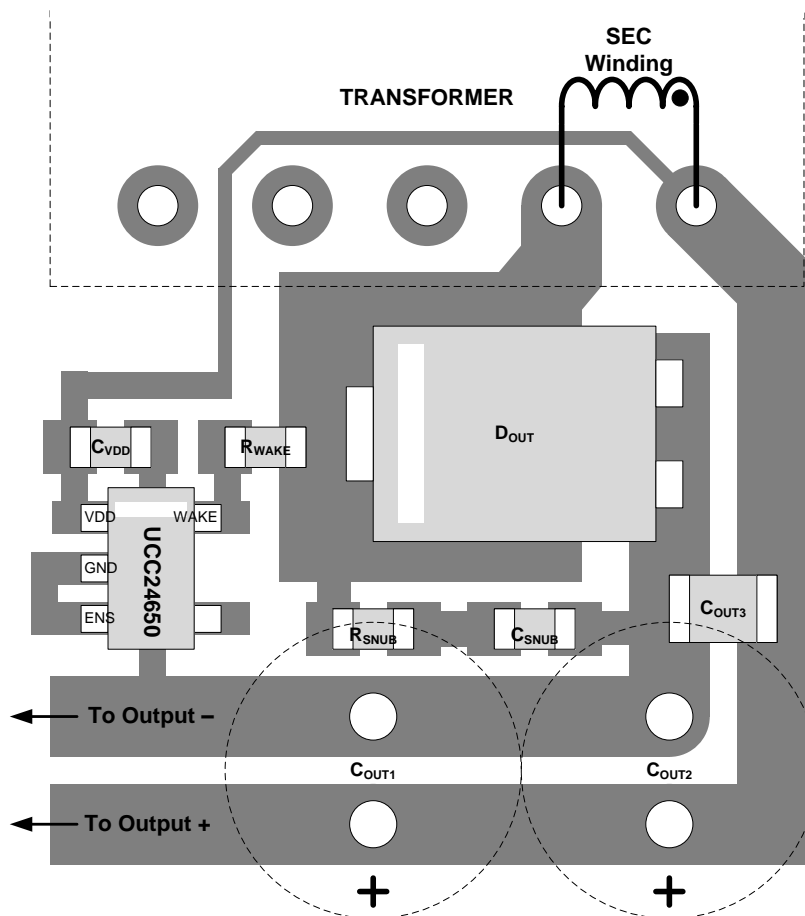 SEC
Winding
TRANSFORMER
DOUT
CVDD
RWAKE
VDD
WAKE
GND
ENS
UCC24650
COUT3
RSNUB
CSNUB
To Output –
COUT1
COUT2
To Output +
+
+